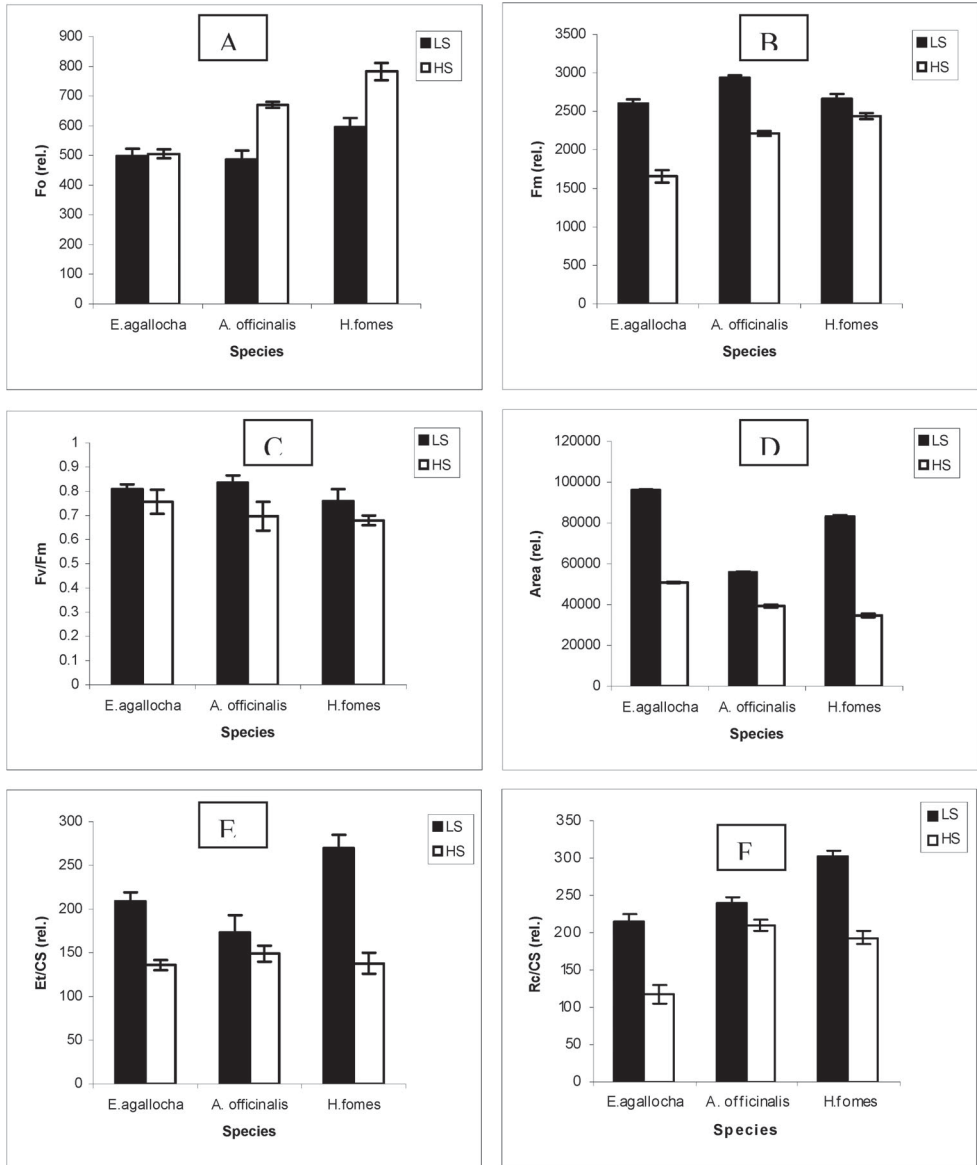 A
LS
HS
900
800
700
600
500
400
300
200
100
0
Fo (rel.)
E.agallocha A. officinalis H.fomes
Species
B
LS
HS
3500
3000
2500
2000
1500
1000
500
0
Fm (rel.)
E.agallocha A. officinalis H.fomes
Species
C
LS
HS
1
0.9
0.8
0.7
0.6
0.5
0.4
0.3
0.2
0.1
0
Fv/Fm
E.agallocha A. officinalis H.fomes
Species
D
LS
HS
120000
100000
80000
60000
40000
20000
0
Area (rel.)
E.agallocha A. officinalis H.fomes
Species
E
LS
HS
300
250
200
150
100
50
0
Et/CS (rel.)
E.agallocha A. officinalis H.fomes
Species
F
LS
HS
350
300
250
200
150
100
50
0
Rc/CS (rel.)
E.agallocha A. officinalis H.fomes
Species